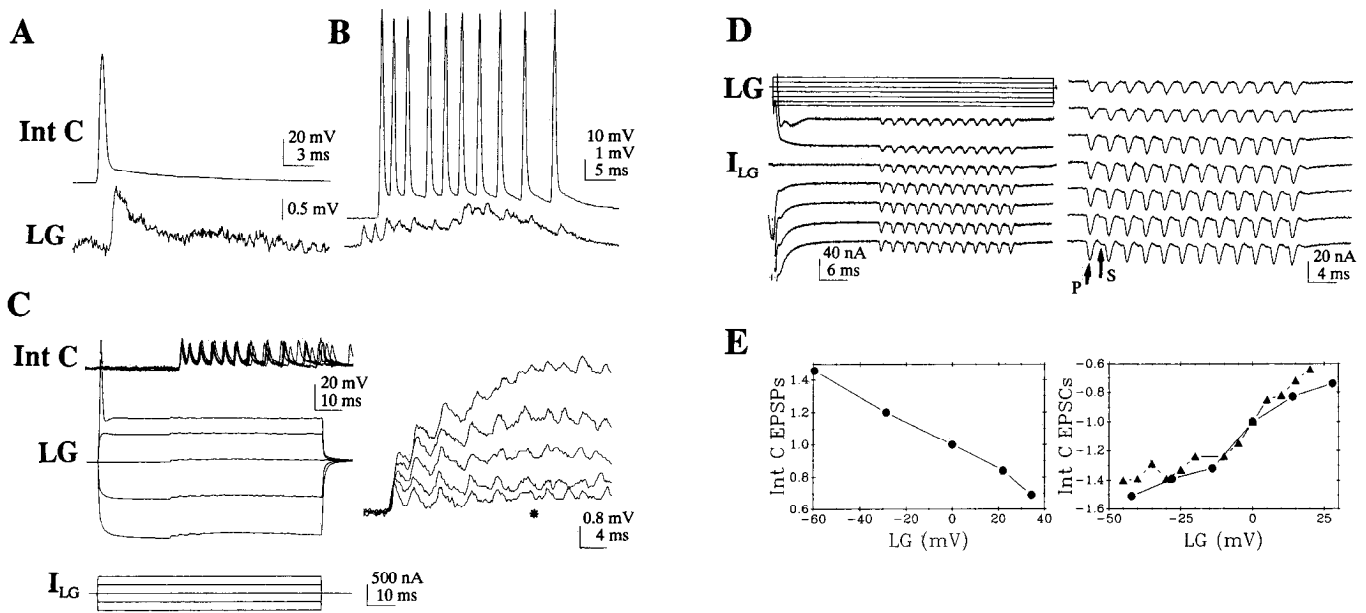 A
Int C
20 mV
3 ms
0.5 mV
LG
B
10 mV
1 mV
5 ms
C
Int C
20 mV
10 ms
LG
*
0.8 mV
4 ms
I LG
500 nA
10 ms
D
LG
I LG
40 nA
6 ms
P
S
20 nA
4 ms
E
Int C EPSPs
1.4
1.2
1.0
0.8
0.6
-60 -40 -20 0 20 40
LG (mV)
Int C EPSCs
-0.6
-0.8
-1.0
-1.2
-1.4
-1.6
-50 -25 0 25
LG (mV)